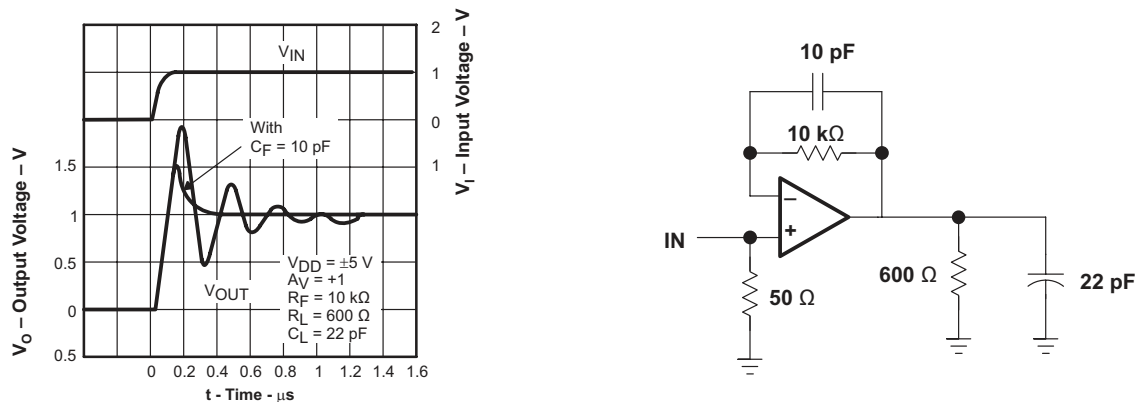 2
V_IN
1
With
C_F = 10 pF
0
1.5
1
1
0.5
V_OUT
V_DD = ±5 V
A_V = +1
R_F = 10 kΩ
R_L = 600 Ω
C_L = 22 pF
0
0.5
0 0.2 0.4 0.6 0.8 1 1.2 1.4 1.6
t - Time - μs
V_O – Output Voltage – V
V_I – Input Voltage – V
10 pF
10 kΩ
–
+
IN
50 Ω
600 Ω
22 pF